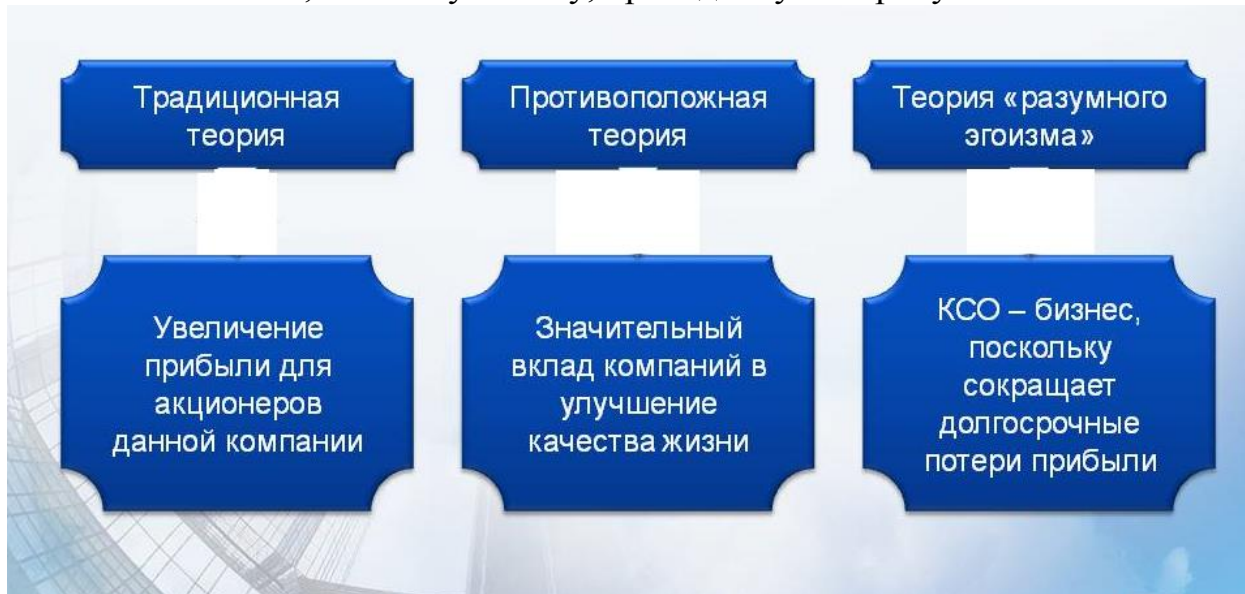 Традиционная
теория
Противоположная
теория
Теория «разумного
эгоизма»
Увеличение
прибыли для
акционеров
данной компании
Значительный
вклад компаний в
улучшение
качества жизни
КСО – бизнес,
поскольку
сокращает
долгосрочные
потери прибыли